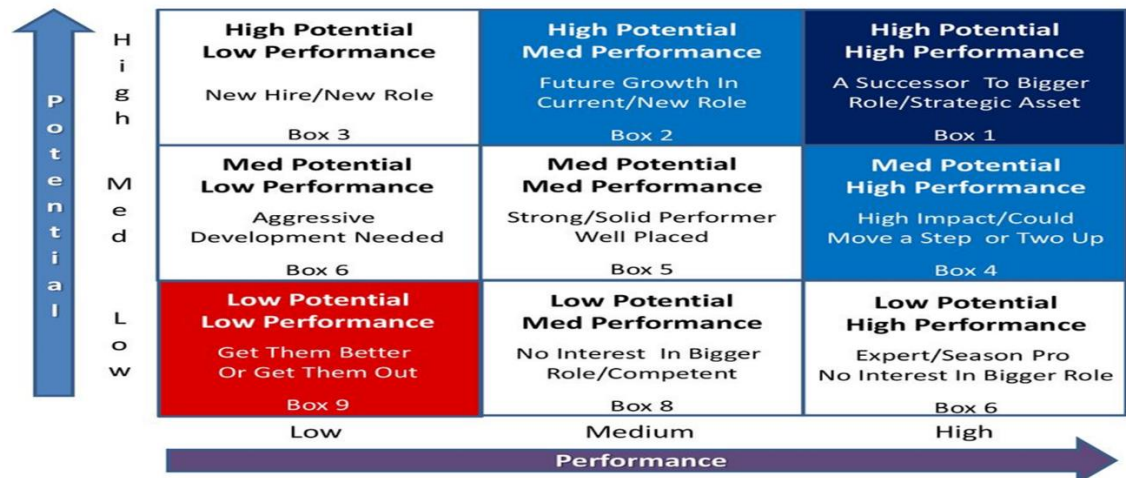 Potential
High
High Potential
Low Performance
New Hire/New Role
Box 3
High Potential
Med Performance
Future Growth In
Current/New Role
Box 2
High Potential
High Performance
A Successor To Bigger
Role/Strategic Asset
Box 1
Med
Med Potential
Low Performance
Aggressive
Development Needed
Box 6
Med Potential
Med Performance
Strong/Solid Performer
Well Placed
Box 5
Med Potential
High Performance
High Impact/Could
Move a Step or Two Up
Box 4
Low
Low Potential
Low Performance
Get Them Better
Or Get Them Out
Box 9
Low Potential
Med Performance
No Interest In Bigger
Role/Competent
Box 8
Low Potential
High Performance
Expert/Season Pro
No Interest In Bigger Role
Box 6
Low
Medium
High
Performance